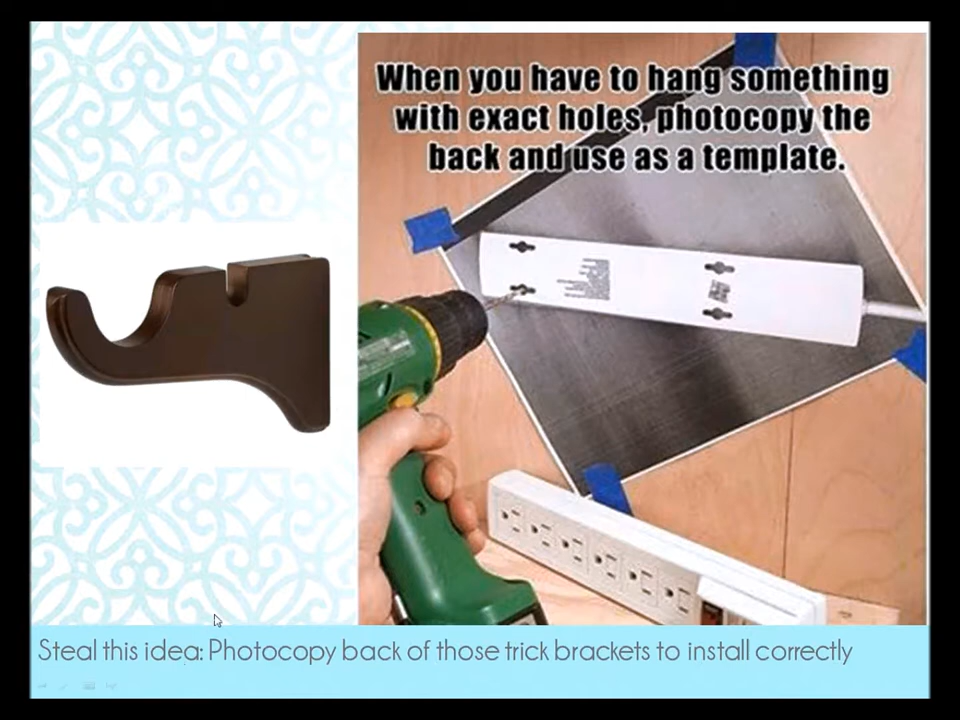 When you have to hang something
with exact holes, photocopy the
back and use as a template.
Steal this idea: Photocopy back of those trick brackets to install correctly